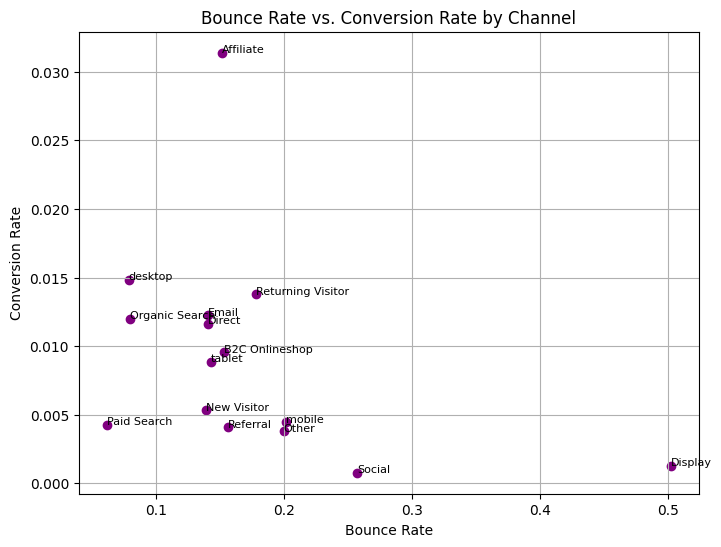 Bounce Rate vs. Conversion Rate by Channel
Conversion Rate
0.030
0.025
0.020
0.015
0.010
0.005
0.000
Affiliate
desktop
Returning Visitor
Organic Search
Email
Direct
B2C Onlineshop
tablet
New Visitor
Paid Search
Referral
mobile
Other
Social
Display
0.1
0.2
0.3
0.4
0.5
Bounce Rate